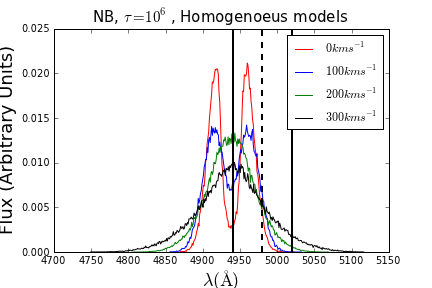 NB, τ=10⁶ , Homogenoeus models
Flux (Arbitrary Units)
0.025
0.020
0.015
0.010
0.005
0.000
0kms⁻¹
100kms⁻¹
200kms⁻¹
300kms⁻¹
4700 4750 4800 4850 4900 4950 5000 5050 5100 5150
λ(Å)